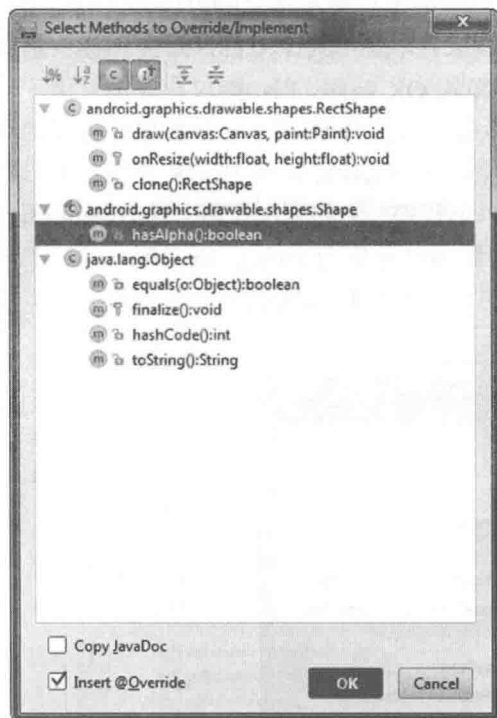 Select Methods to Override/Implement
android.graphics.drawable.shapes.RectShape
draw(canvas:Canvas, paint:Paint):void
onResize(width:float, height:float):void
clone():RectShape
android.graphics.drawable.shapes.Shape
hasAlpha():boolean
java.lang.Object
equals(o:Object):boolean
finalize():void
hashCode():int
toString():String
Copy JavaDoc
Insert @Override
OK
Cancel